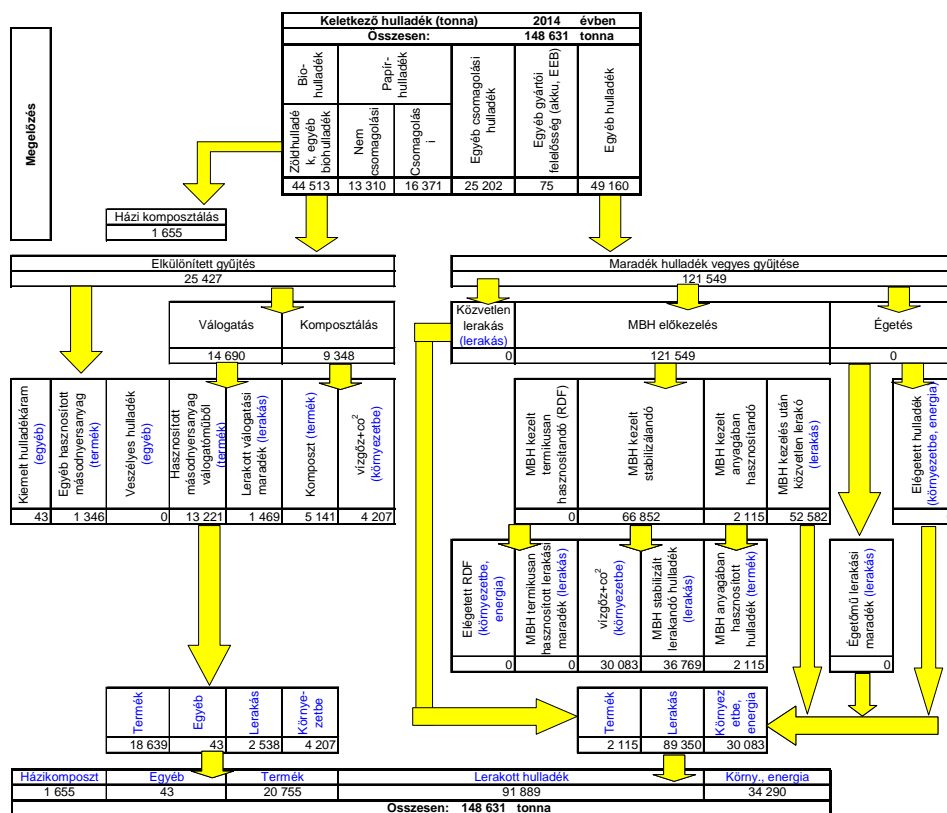 Keletkező hulladék (tonna) 2014 évben
Összesen: 148 631 tonna
Megelőzés
Bio-
hulladék
Papír-
hulladék
Zöldhulladé
k, egyéb
biohulladék
Nem
csomagolási
Csomagolás
i
Egyéb csomagolási
hulladék
Egyéb gyártói
felelősség (akku, EEB)
Egyéb hulladék
44 513 13 310 16 371 25 202 75 49 160
Házi komposztálás
1 655
Elkülönített gyűjtés
25 427
Maradék hulladék vegyes gyűjtése
121 549
Válogatás
14 690
Komposztálás
9 348
Közvetlen
lerakás
(lerakás)
0
MBH előkezelés
121 549
Égetés
0
Kiemelt hulladékáram
(egyéb)
43
Egyéb hasznosított
másodnyersanyag
(termék)
1 346
Veszélyes hulladék
(egyéb)
0
Hasznosított
másodnyersanyag
válogatóműből
(termék)
13 221
Lerakott válogatási
maradék (lerakás)
1 469
Komposzt (termék)
5 141
vízgőz+co²
(környezetbe)
4 207
MBH kezelt
termikusan
hasznosítandó (RDF)
0
MBH kezelt
stabilizálandó
66 852
MBH kezelt
anyagában
hasznosítandó
2 115
MBH kezelés után
közvetlen lerakó
(lerakás)
52 582
Elégetett hulladék
(környezetbe, energia)
Elégetett RDF
(környezetbe,
energia)
0
MBH termikusan
hasznosított lerakási
maradék (lerakás)
0
vízgőz+co²
(környezetbe)
30 083
MBH stabilizált
lerakandó hulladék
(lerakás)
36 769
MBH anyagában
hasznosított
hulladék (termék)
2 115
Égetőmű lerakási
maradék (lerakás)
0
Termék
Egyéb
Lerakás
Környe-
zetbe
18 639 43 2 538 4 207
Termék
Lerakás
Környez
etbe,
energia
2 115 89 350 30 083
Házikomposzt Egyéb Termék Lerakott hulladék Körny., energia
1 655 43 20 755 91 889 34 290
Összesen: 148 631 tonna